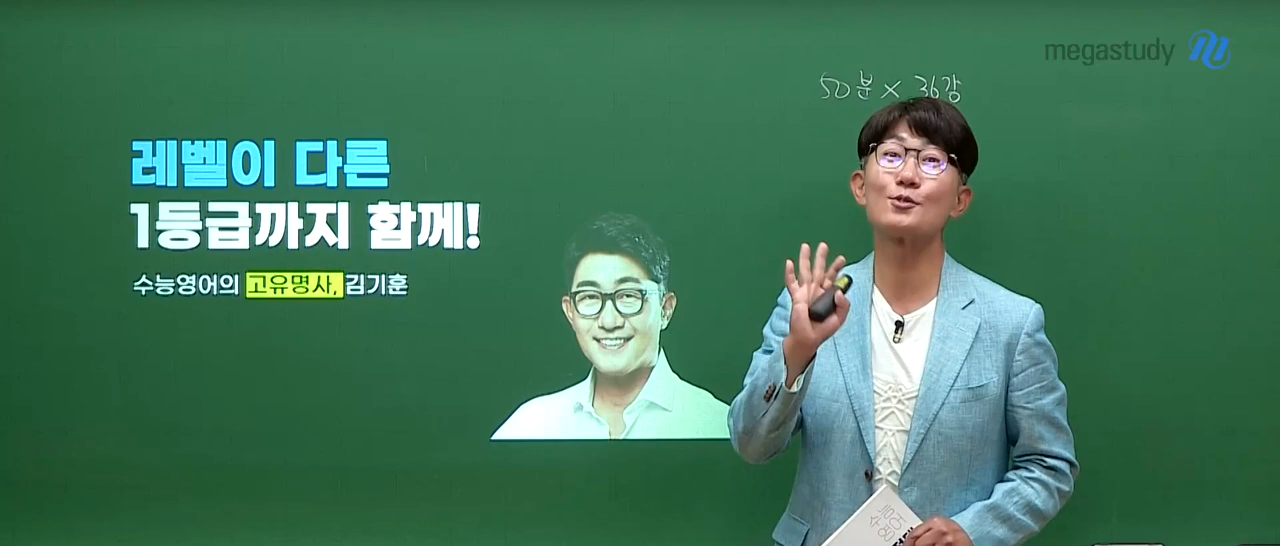 megastudy
50분 × 36강
레벨이 다른
1등급까지 함께!
수능영어의 고유명사, 김기훈